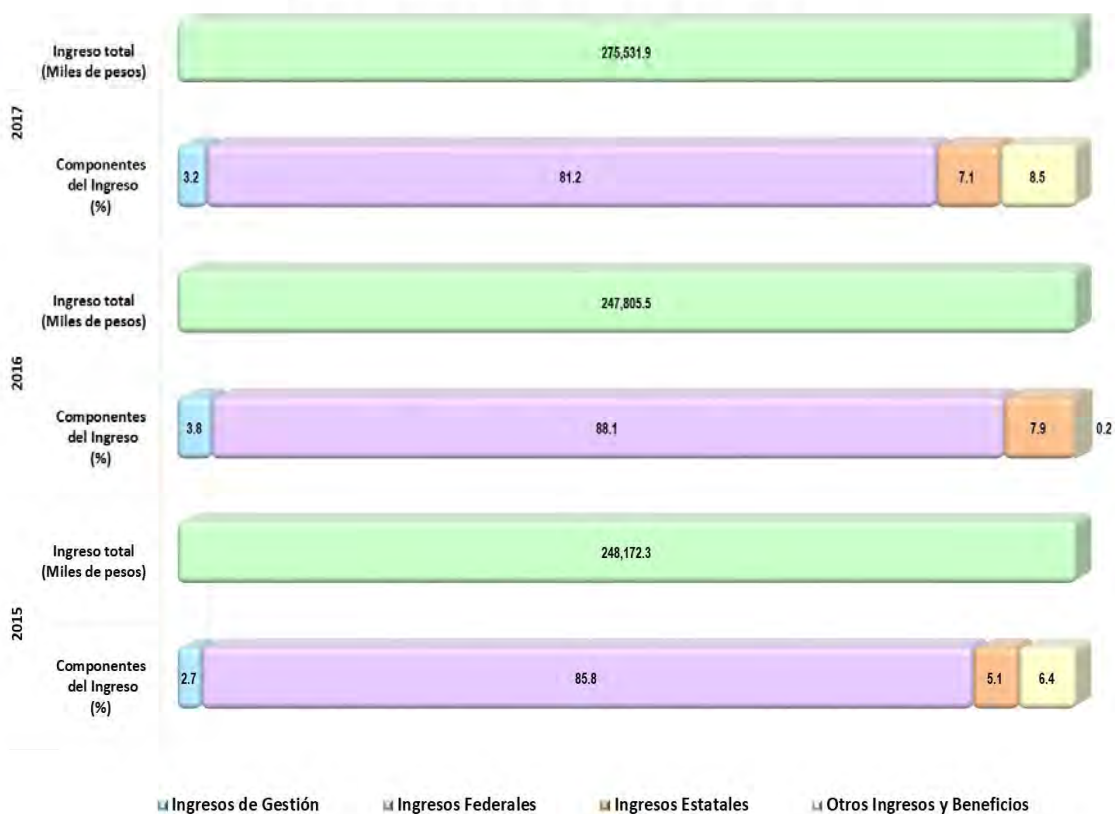 Ingreso total
(Miles de pesos)
275,531.9
2017
Componentes
del Ingreso
(%)
3.2 81.2 7.1 8.5
Ingreso total
(Miles de pesos)
247,805.5
2016
Componentes
del Ingreso
(%)
3.8 88.1 7.9 0.2
Ingreso total
(Miles de pesos)
248,172.3
2015
Componentes
del Ingreso
(%)
2.7 85.8 5.1 6.4
Ingresos de Gestión Ingresos Federales Ingresos Estatales Otros Ingresos y Beneficios